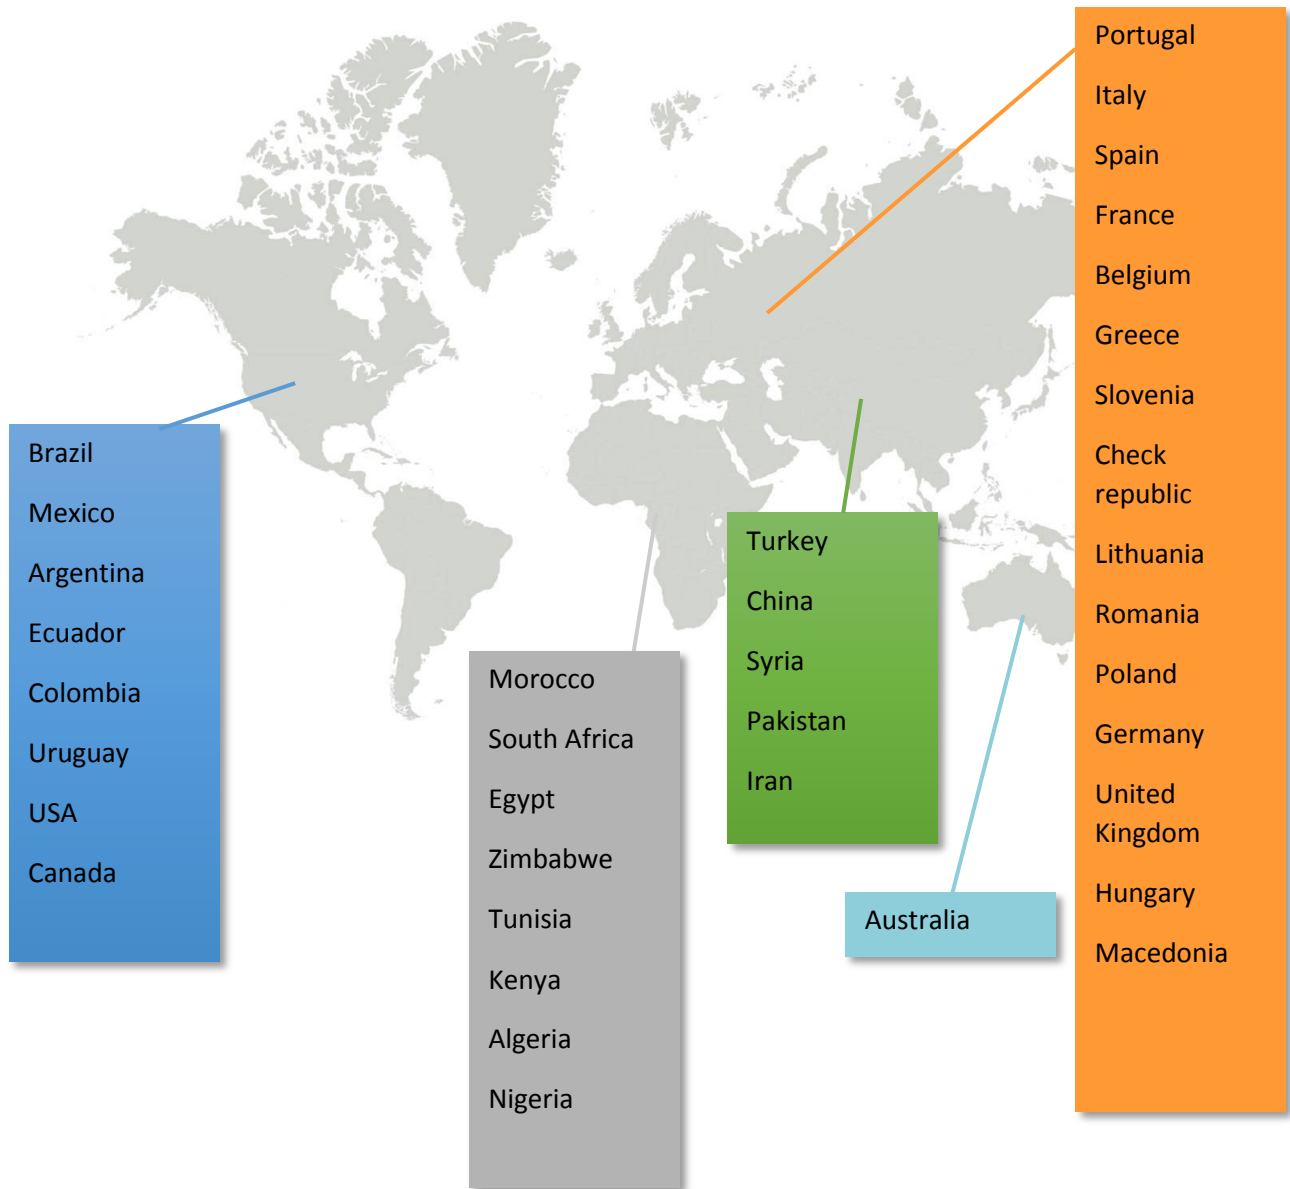 Brazil
Mexico
Argentina
Ecuador
Colombia
Uruguay
USA
Canada
Morocco
South Africa
Egypt
Zimbabwe
Tunisia
Kenya
Algeria
Nigeria
Turkey
China
Syria
Pakistan
Iran
Australia
Portugal
Italy
Spain
France
Belgium
Greece
Slovenia
Check
republic
Lithuania
Romania
Poland
Germany
United
Kingdom
Hungary
Macedonia